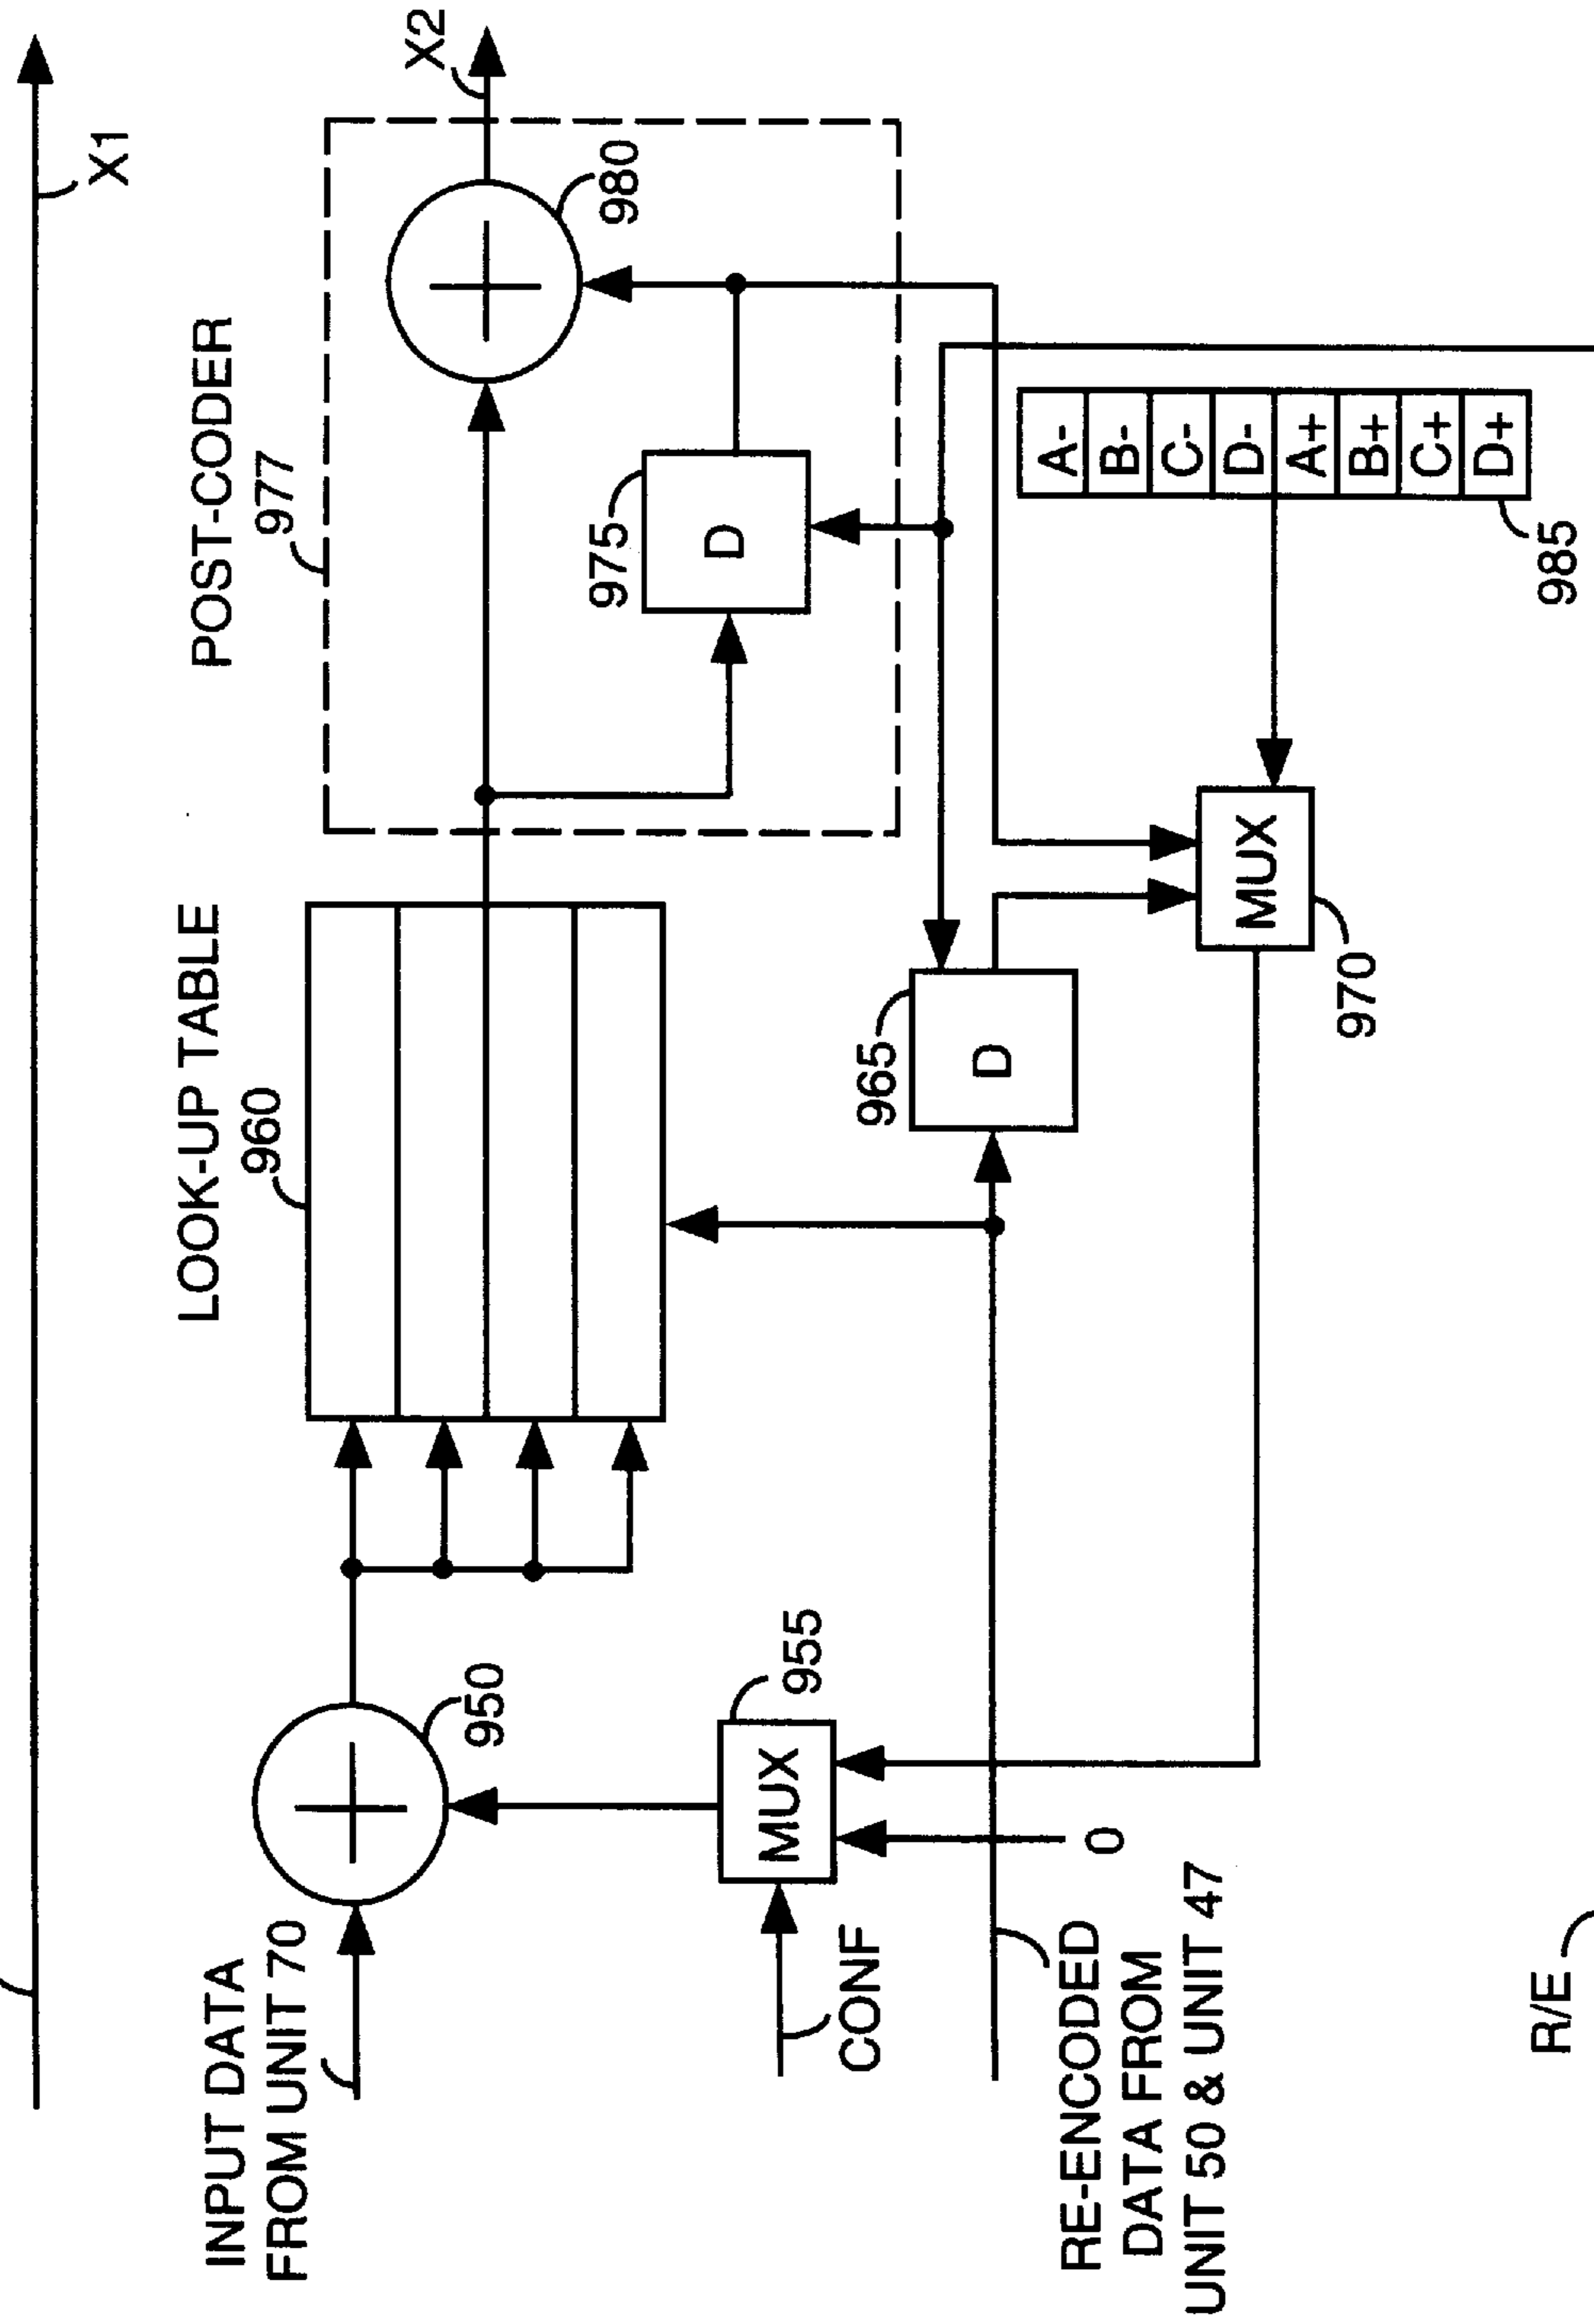 X1
POST-CODER
977
X2
980
975
D
LOOK-UP TABLE
960
965
D
A-
B-
C-
D-
A+
B+
C+
D+
985
MUX
970
950
MUX
955
INPUT DATA
FROM UNIT 70
CONF
0
RE-ENCODED
DATA FROM
UNIT 50 & UNIT 47
R/E